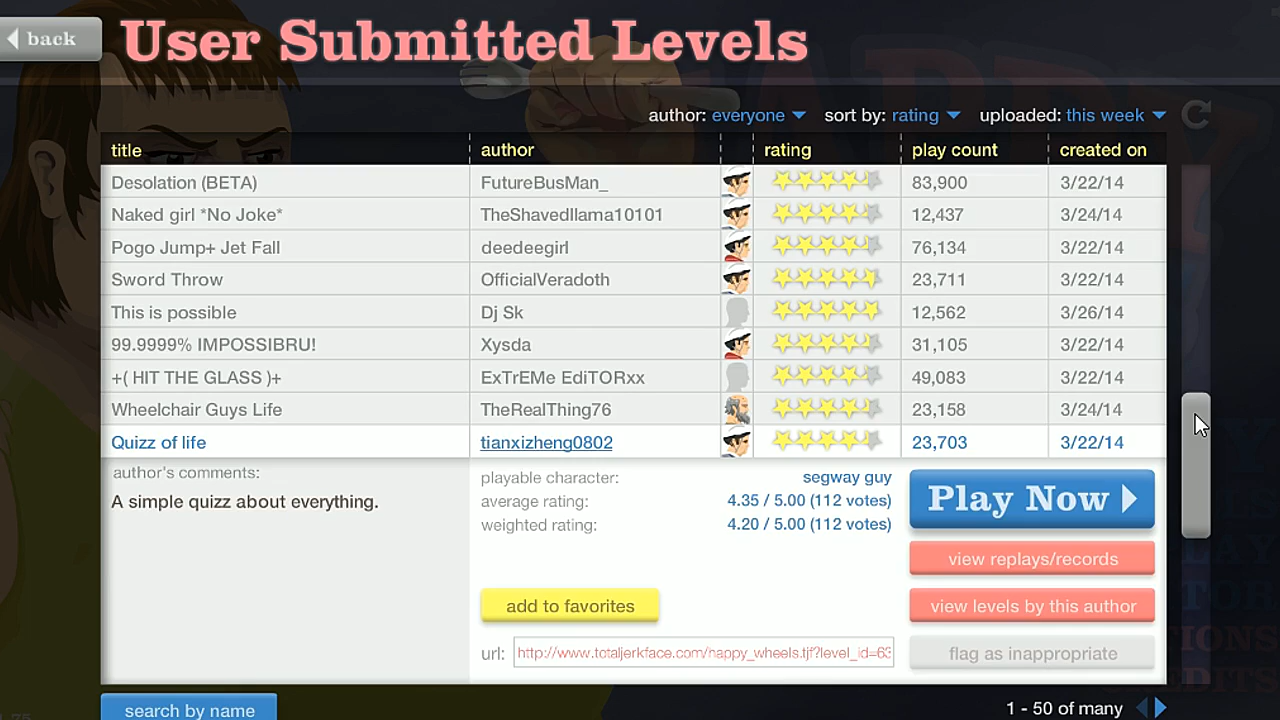 back
User Submitted Levels
author: everyone sort by: rating uploaded: this week
title author rating play count created on
Desolation (BETA) FutureBusMan_ 83,900 3/22/14
Naked girl *No Joke* TheShavedllama10101 12,437 3/24/14
Pogo Jump+ Jet Fall deedeegirl 76,134 3/22/14
Sword Throw OfficialVeradoth 23,711 3/22/14
This is possible Dj Sk 12,562 3/26/14
99.9999% IMPOSSIBRU! Xysda 31,105 3/22/14
+( HIT THE GLASS )+ ExTrEMe EdiTORxx 49,083 3/22/14
Wheelchair Guys Life TheRealThing76 23,158 3/24/14
Quizz of life tianxizheng0802 23,703 3/22/14
author's comments:
A simple quizz about everything.
playable character: segway guy
average rating: 4.35 / 5.00 (112 votes)
weighted rating: 4.20 / 5.00 (112 votes)
Play Now
view replays/records
add to favorites
view levels by this author
url: http://www.totaljerkface.com/happy_wheels.tjf?level_id=63
flag as inappropriate
search by name
1 - 50 of many